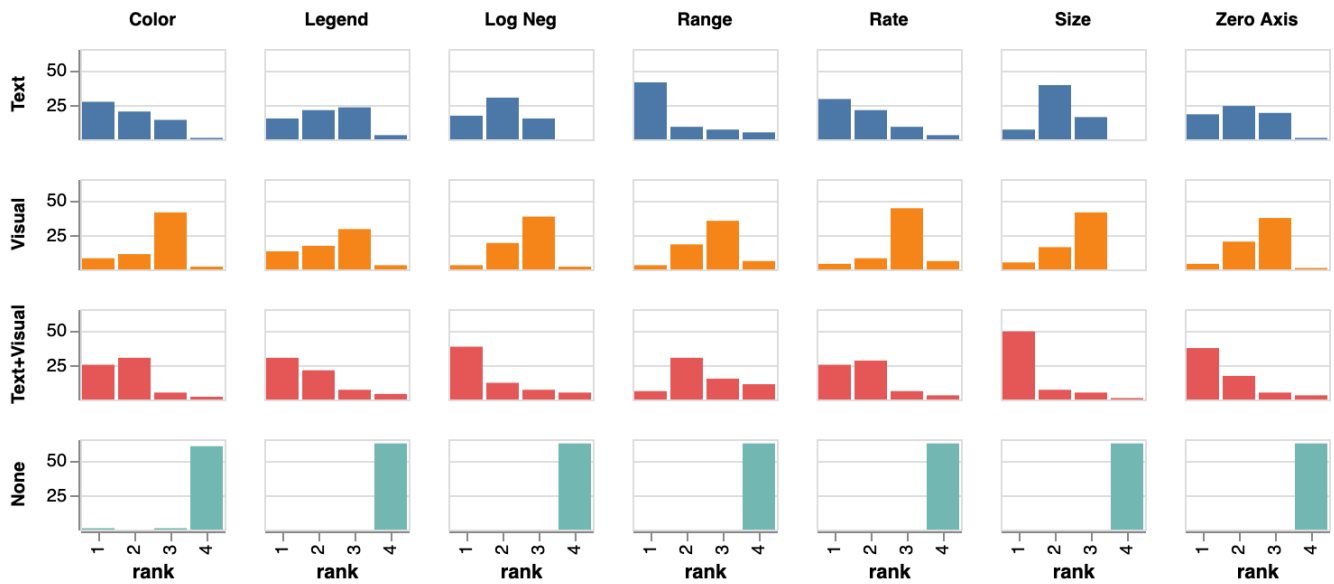 Color Legend Log Neg Range Rate Size Zero Axis
Text 50 25
Visual 50 25
Text+Visual 50 25
None 50 25
1 2 3 4 1 2 3 4 1 2 3 4 1 2 3 4 1 2 3 4 1 2 3 4 1 2 3 4
rank rank rank rank rank rank rank